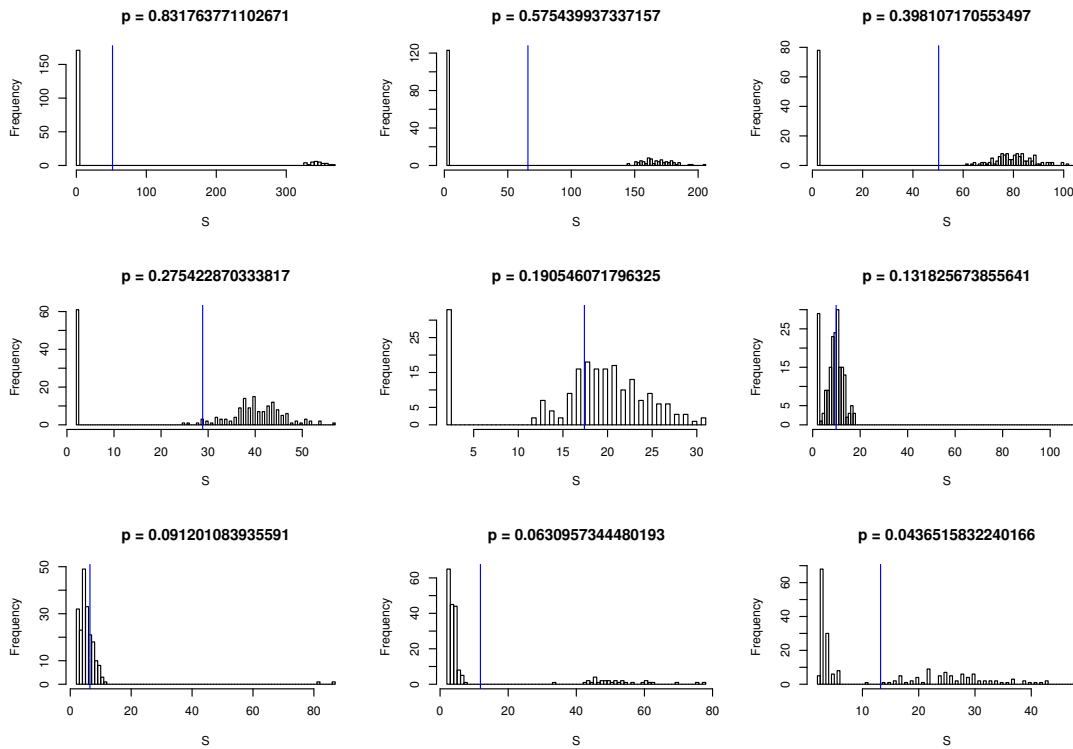 p = 0.831763771102671
Frequency
0 50 100 150
0 100 200 300
S
p = 0.575439937337157
Frequency
0 40 80 120
0 50 100 150 200
S
p = 0.398107170553497
Frequency
0 20 40 60 80
0 20 40 60 80 100
S
p = 0.275422870333817
Frequency
0 20 40 60
0 10 20 30 40 50
S
p = 0.190546071796325
Frequency
0 5 15 25
5 10 15 20 25 30
S
p = 0.131825673855641
Frequency
0 5 15 25
0 20 40 60 80 100
S
p = 0.091201083935591
Frequency
0 10 30 50
0 20 40 60 80
S
p = 0.0630957344480193
Frequency
0 20 40 60
0 20 40 60 80
S
p = 0.0436515832240166
Frequency
0 20 40 60
10 20 30 40
S